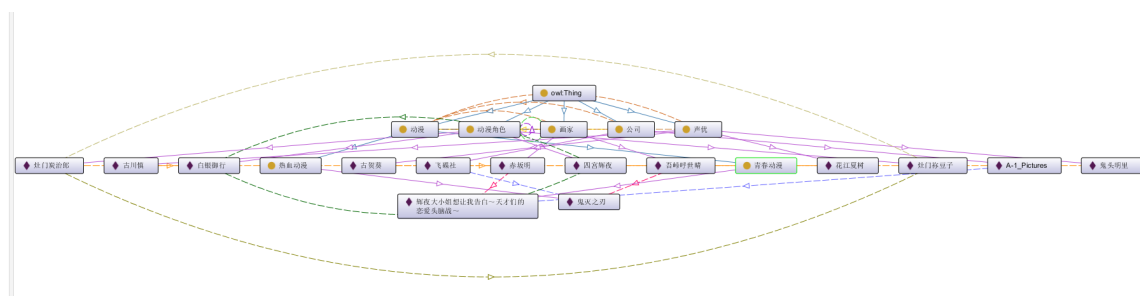 owl:Thing
动漫
动漫角色
画家
公司
声优
灶门炭治郎
古川慎
白银御行
热血动漫
古贺葵
飞碟社
赤坂明
四宫辉夜
吾峠呼世晴
青春动漫
花江夏树
灶门祢豆子
A-1_Pictures
鬼头明里
辉夜大小姐想让我告白～天才们的
恋爱头脑战～
鬼灭之刃